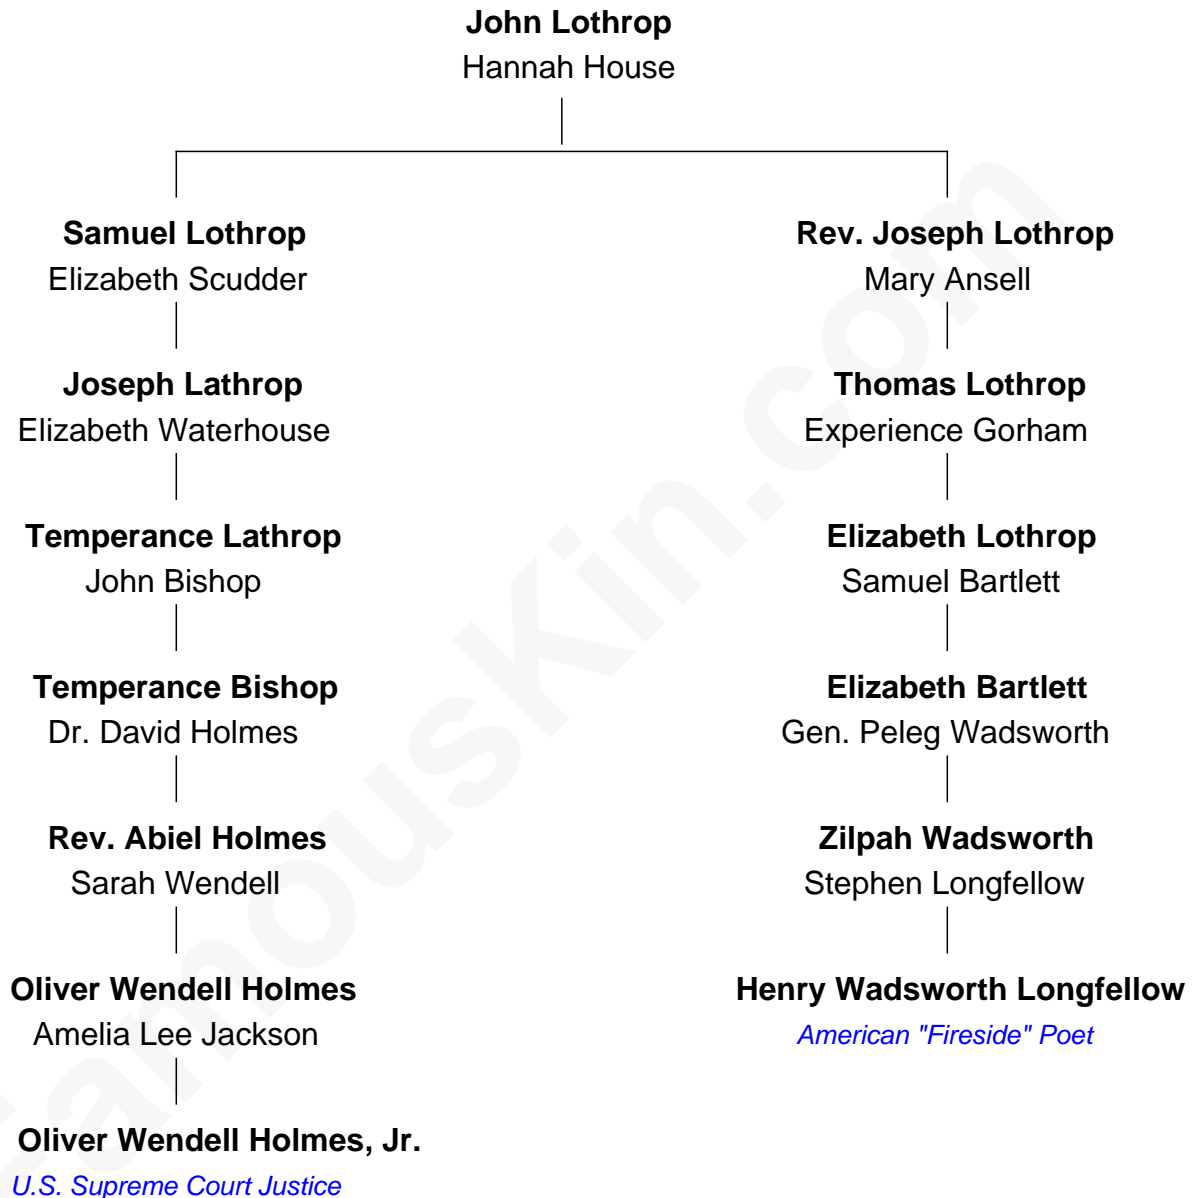 John Lothrop
Hannah House
Samuel Lothrop
Elizabeth Scudder
Rev. Joseph Lothrop
Mary Ansell
Joseph Lathrop
Elizabeth Waterhouse
Thomas Lothrop
Experience Gorham
Temperance Lathrop
John Bishop
Elizabeth Lothrop
Samuel Bartlett
Temperance Bishop
Dr. David Holmes
Elizabeth Bartlett
Gen. Peleg Wadsworth
Rev. Abiel Holmes
Sarah Wendell
Zilpah Wadsworth
Stephen Longfellow
Oliver Wendell Holmes
Amelia Lee Jackson
Henry Wadsworth Longfellow
American "Fireside" Poet
Oliver Wendell Holmes, Jr.
U.S. Supreme Court Justice
FamousKin.com